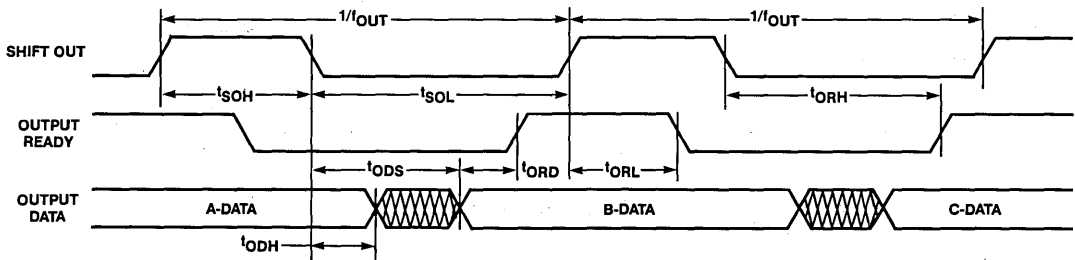 1/fOUT 1/fOUT
SHIFT OUT
tSOH tSOL tORH
OUTPUT
READY
tODS tORD tORL
OUTPUT
DATA
A-DATA B-DATA C-DATA
tODH